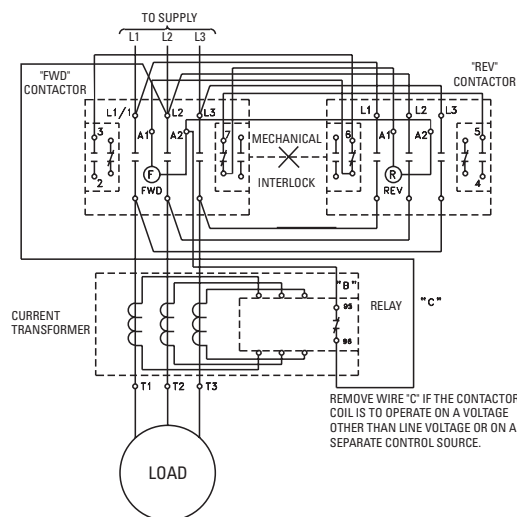 TO SUPPLY
L1 L2 L3
"FWD"
CONTACTOR
"REV"
CONTACTOR
L1/1 L2 L3
L1 L2 L3
3 A1 A2 7
MECHANICAL
6 A1 A2 5
2 F
FWD
INTERLOCK
R
REV
4
CURRENT
TRANSFORMER
"B"
95
96
RELAY
"C"
T1 T2 T3
REMOVE WIRE "C" IF THE CONTACTOR
COIL IS TO OPERATE ON A VOLTAGE
OTHER THAN LINE VOLTAGE OR ON A
SEPARATE CONTROL SOURCE.
LOAD